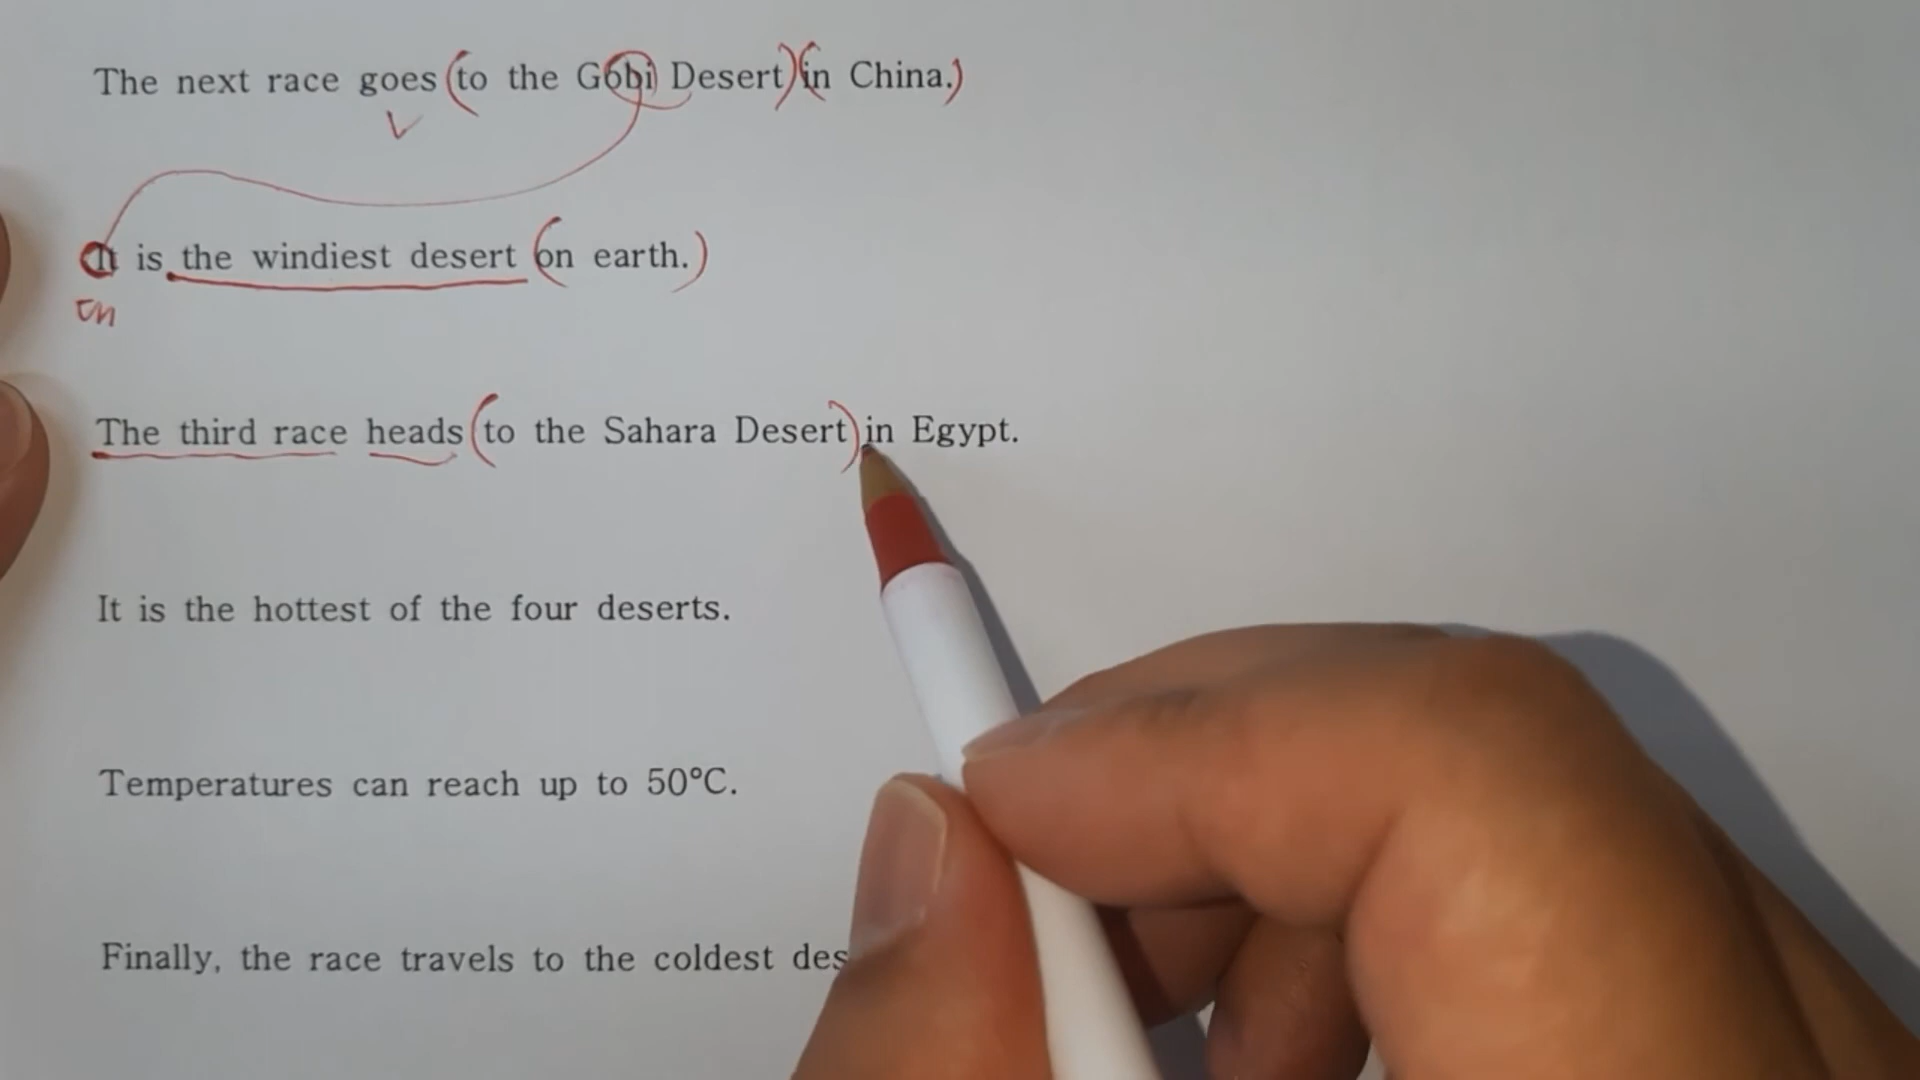 The next race goes (to the Gobi Desert) (in China.)
It is the windiest desert (on earth.)
The third race heads (to the Sahara Desert) in Egypt.
It is the hottest of the four deserts.
Temperatures can reach up to 50°C.
Finally, the race travels to the coldest